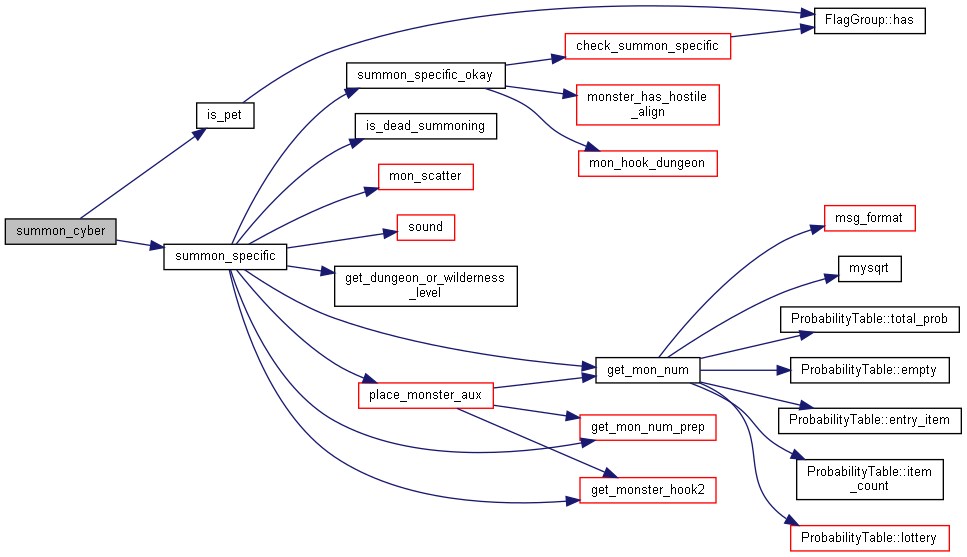 FlagGroup::has
check_summon_specific
summon_specific_okay
monster_has_hostile
_align
is_pet
is_dead_summoning
mon_hook_dungeon
mon_scatter
msg_format
sound
summon_cyber
summon_specific
mysqrt
get_dungeon_or_wilderness
_level
ProbabilityTable::total_prob
get_mon_num
ProbabilityTable::empty
place_monster_aux
ProbabilityTable::entry_item
get_mon_num_prep
ProbabilityTable::item
_count
get_monster_hook2
ProbabilityTable::lottery